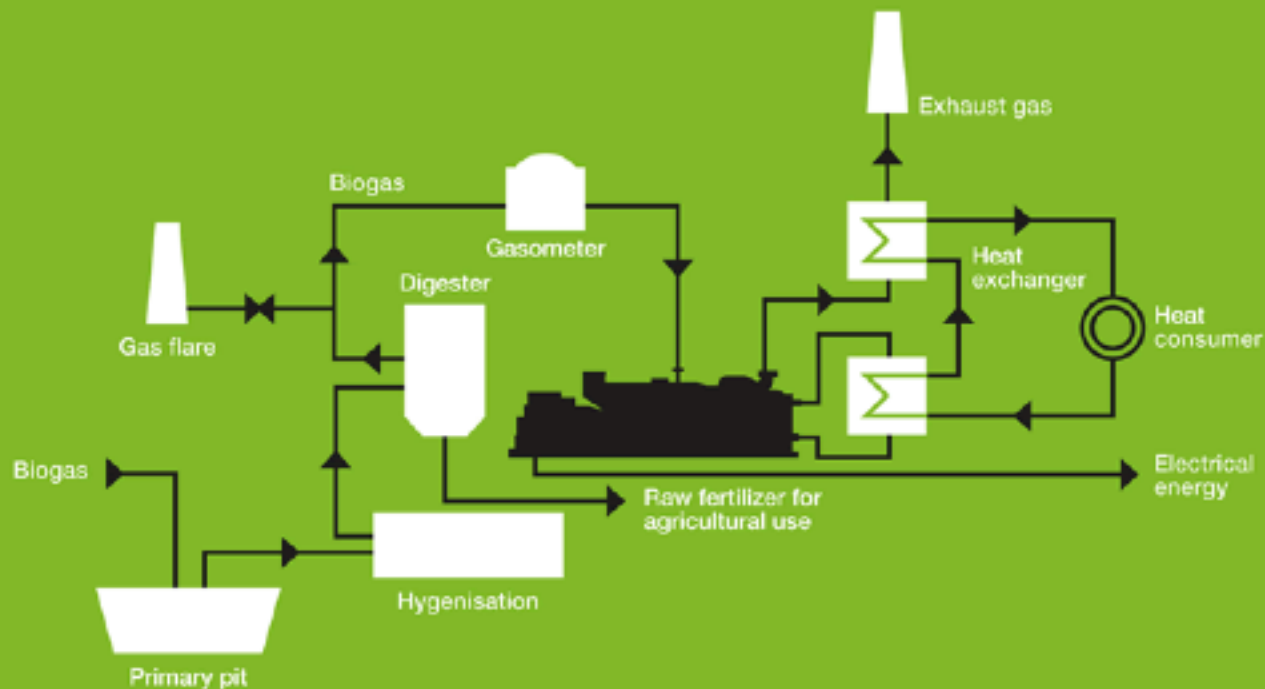 Exhaust gas
Biogas
Gasometer
Heat
exchanger
Digester
Heat
consumer
Gas flare
Biogas
Electrical
energy
Raw fertilizer for
agricultural use
Hygenisation
Primary pit